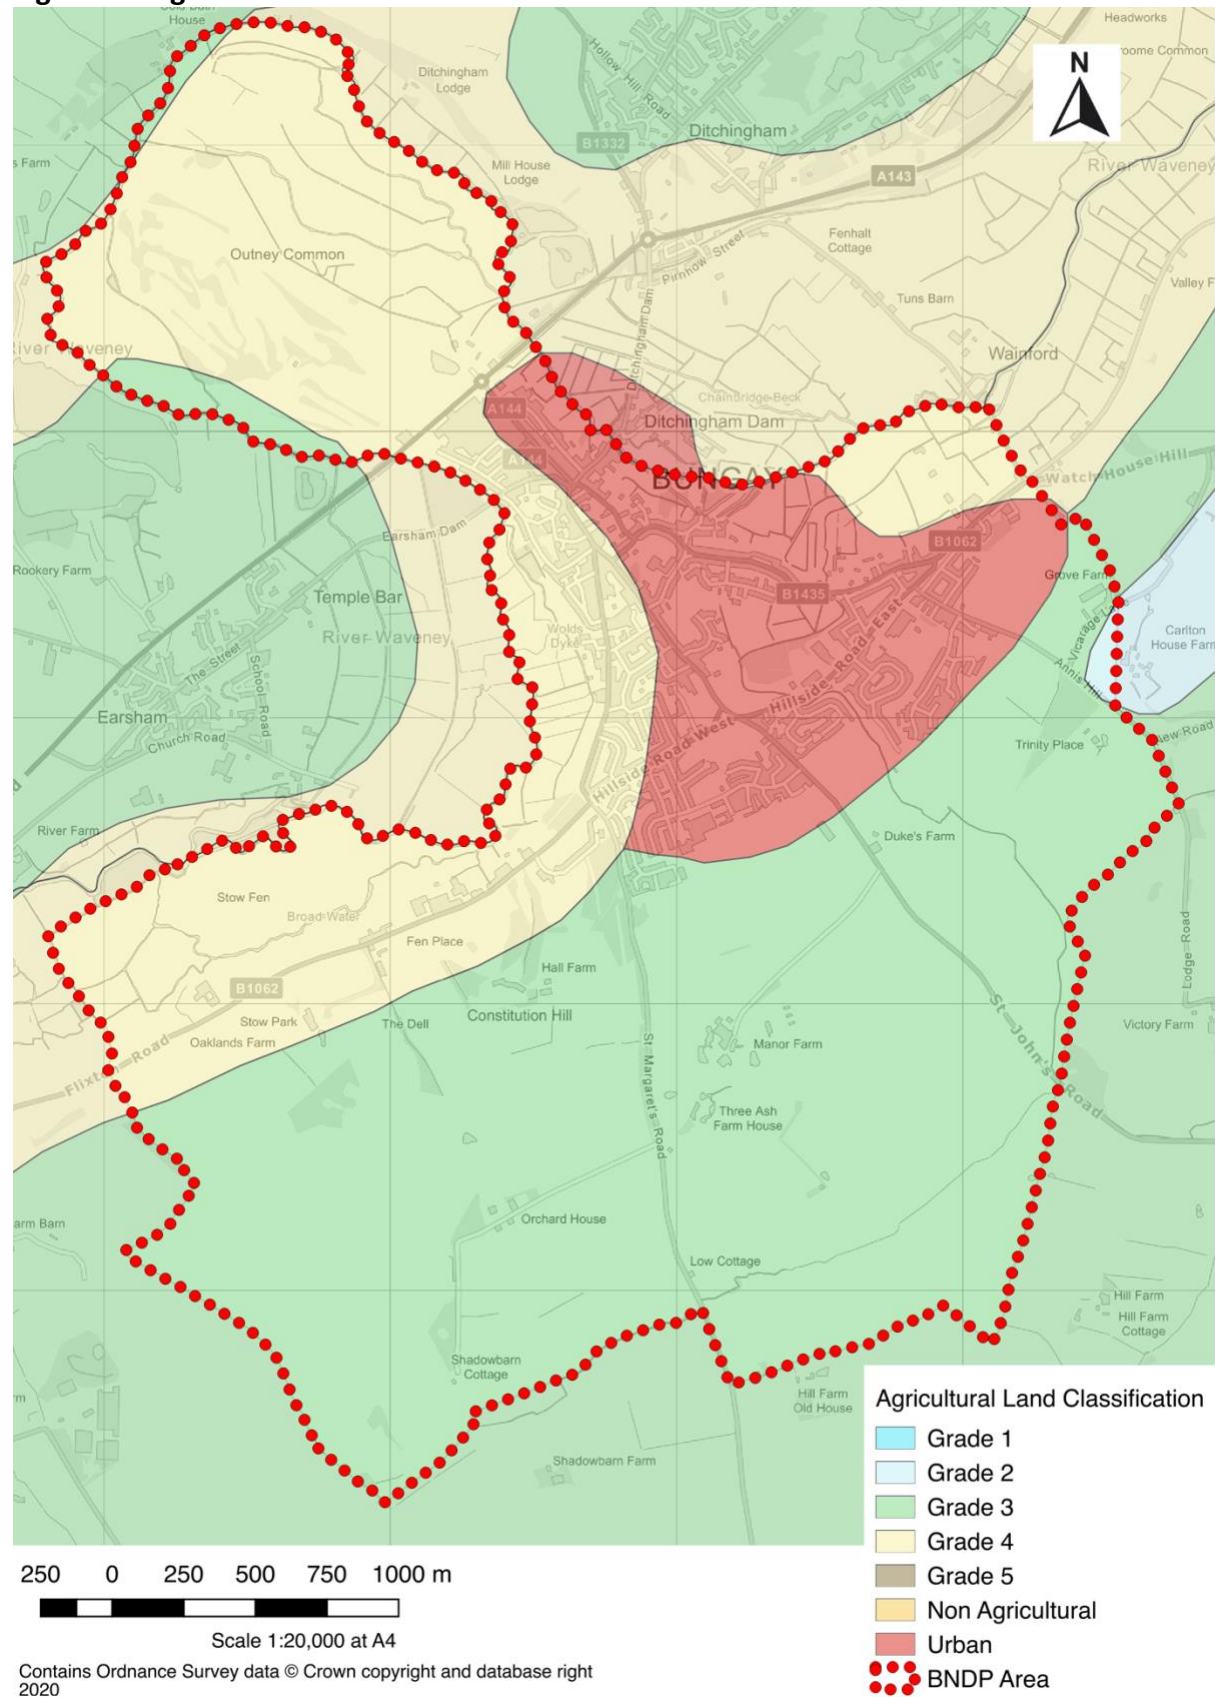 House
Headworks
roome Common
N
Hollow Hill Road
Ditchingham
Lodge
Ditchingham
B1332
s Farm
Mill House
Lodge
A143
River Waveney
Outney Common
Fenhalt
Cottage
Pirnhow Street
Valley F
Tuns Barn
Ditchingham Dam
River Waveney
Wainford
Chainbridge Beck
A144
Ditchingham Dam
A144
BUNGAY
Watch House Hill
Earsham Dam
B1062
Rookery Farm
Grove Farm
Temple Bar
B1435
Vicarage La
River Waveney
Wolds
Dyke
Carlton
House Farm
The Street
School Road
Hillside Road East
Annis Hill
Earsham
Church Road
Hillside Road West
New Road
Trinity Place
River Farm
Duke's Farm
Stow Fen
Broad Water
Fen Place
Lodge Road
Hall Farm
B1062
Stow Park
The Dell
Constitution Hill
St. John's Road
Victory Farm
Oaklands Farm
St. Margaret's Road
Manor Farm
Flixton Road
Three Ash
Farm House
arm Barn
Orchard House
Low Cottage
Hill Farm
Hill Farm
Cottage
Shadowbarn
Cottage
Hill Farm
Old House
Shadowbarn Farm
Agricultural Land Classification
Grade 1
Grade 2
Grade 3
Grade 4
Grade 5
Non Agricultural
Urban
BNDP Area
250 0 250 500 750 1000 m
Scale 1:20,000 at A4
Contains Ordnance Survey data © Crown copyright and database right
2020